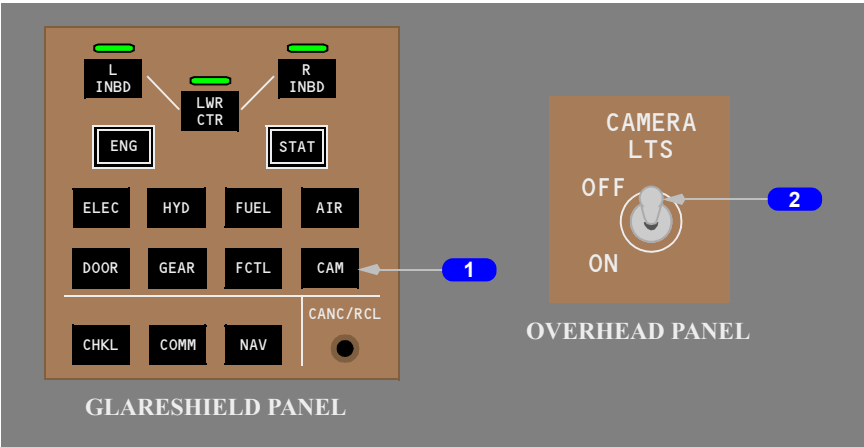 L
INBD
R
INBD
LWR
CTR
ENG
STAT
ELEC
HYD
FUEL
AIR
DOOR
GEAR
FCTL
CAM
1
CANC/RCL
CHKL
COMM
NAV
GLARESHIELD PANEL
CAMERA
LTS
OFF
2
ON
OVERHEAD PANEL